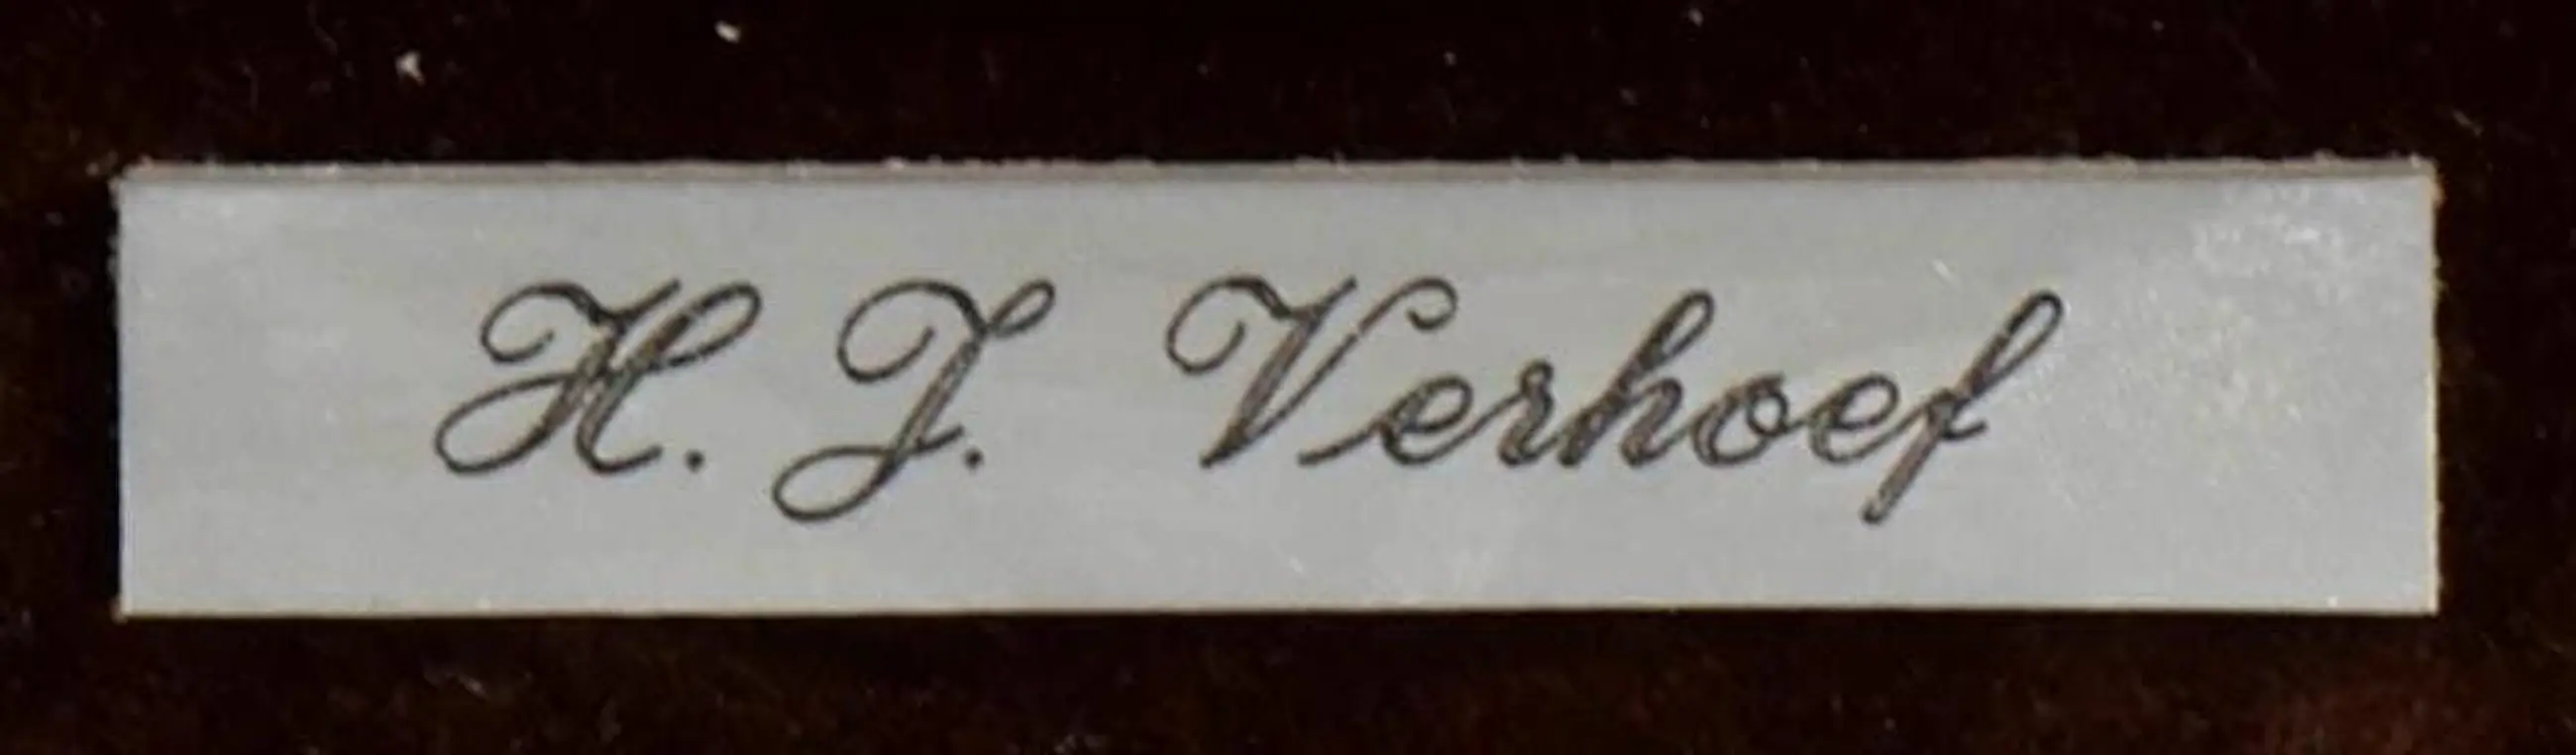 H. J. Verhoef